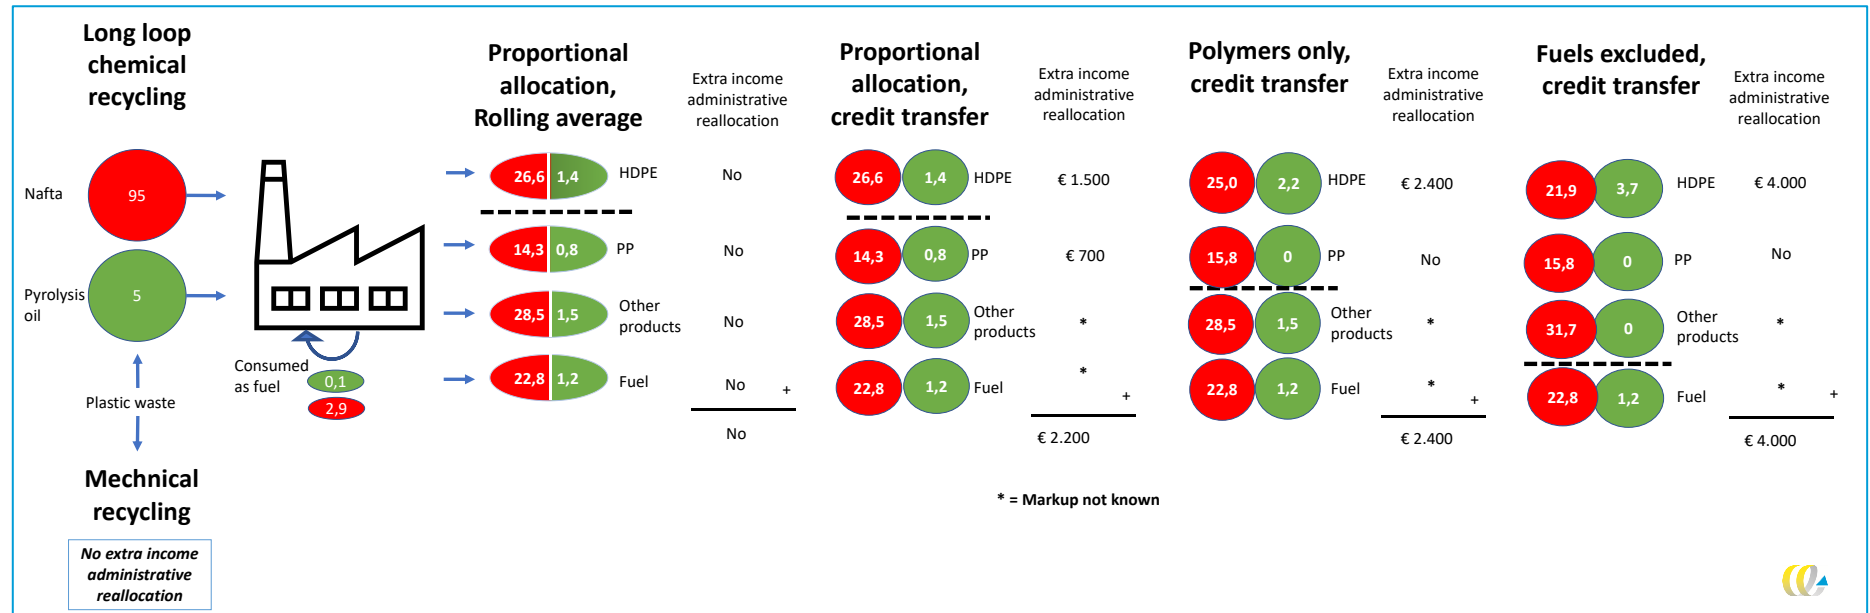 Long loop
chemical
recycling
Nafta
95
Pyrolysis
oil
5
Plastic waste
Mechnical
recycling
No extra income
administrative
reallocation
Consumed
as fuel
0,1
2,9
Proportional
allocation,
Rolling average
Extra income
administrative
reallocation
26,6 1,4 HDPE No
14,3 0,8 PP No
28,5 1,5 Other
products No
22,8 1,2 Fuel No +
No
Proportional
allocation,
credit transfer
Extra income
administrative
reallocation
26,6 1,4 HDPE € 1.500
14,3 0,8 PP € 700
28,5 1,5 Other
products *
22,8 1,2 Fuel * +
€ 2.200
Polymers only,
credit transfer
Extra income
administrative
reallocation
25,0 2,2 HDPE € 2.400
15,8 0 PP No
28,5 1,5 Other
products *
22,8 1,2 Fuel * +
€ 2.400
Fuels excluded,
credit transfer
Extra income
administrative
reallocation
21,9 3,7 HDPE € 4.000
15,8 0 PP No
31,7 0 Other
products *
22,8 1,2 Fuel * +
€ 4.000
* = Markup not known